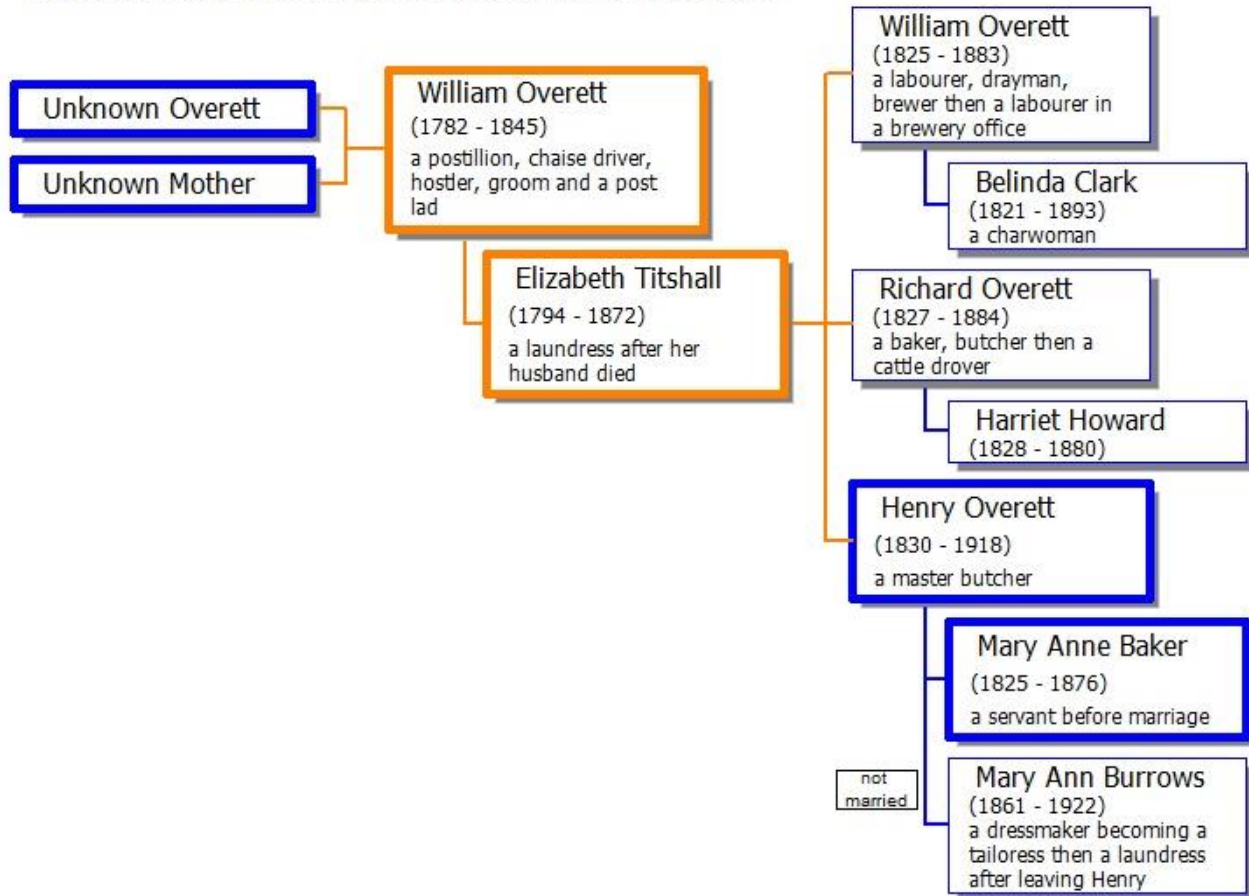 Unknown Overett
Unknown Mother
William Overett
(1782 - 1845)
a postillion, chaise driver,
hostler, groom and a post
lad
Elizabeth Titshall
(1794 - 1872)
a laundress after her
husband died
William Overett
(1825 - 1883)
a labourer, drayman,
brewer then a labourer in
a brewery office
Belinda Clark
(1821 - 1893)
a charwoman
Richard Overett
(1827 - 1884)
a baker, butcher then a
cattle drover
Harriet Howard
(1828 - 1880)
Henry Overett
(1830 - 1918)
a master butcher
Mary Anne Baker
(1825 - 1876)
a servant before marriage
not
married
Mary Ann Burrows
(1861 - 1922)
a dressmaker becoming a
tailoress then a laundress
after leaving Henry